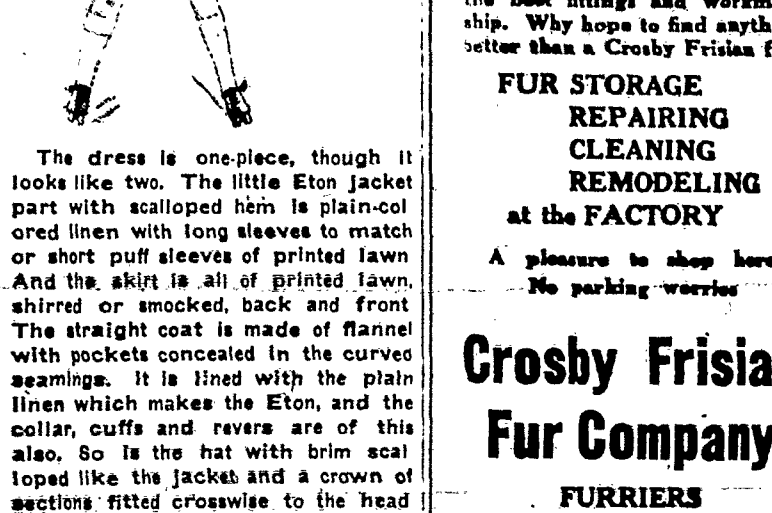 The dress is one-piece, though it
looks like two. The little Eton jacket
part with scalloped hem is plain-col
ored linen with long sleeves to match
or short puff sleeves of printed lawn
And the skirt is all of printed lawn,
shirred or smocked, back and front
The straight coat is made of flannel
with pockets concealed in the curved
seamings. It is lined with the plain
linen which makes the Eton, and the
collar, cuffs and revers are of this
also. So is the hat with brim scal
loped like the jacket and a crown of
sections fitted crosswise to the head
ship. Why hope to find anyth
better than a Crosby Frisian f
FUR STORAGE
REPAIRING
CLEANING
REMODELING
at the FACTORY
A pleasure to shop here
No parking worries
Crosby Frisia
Fur Company
FURRIERS